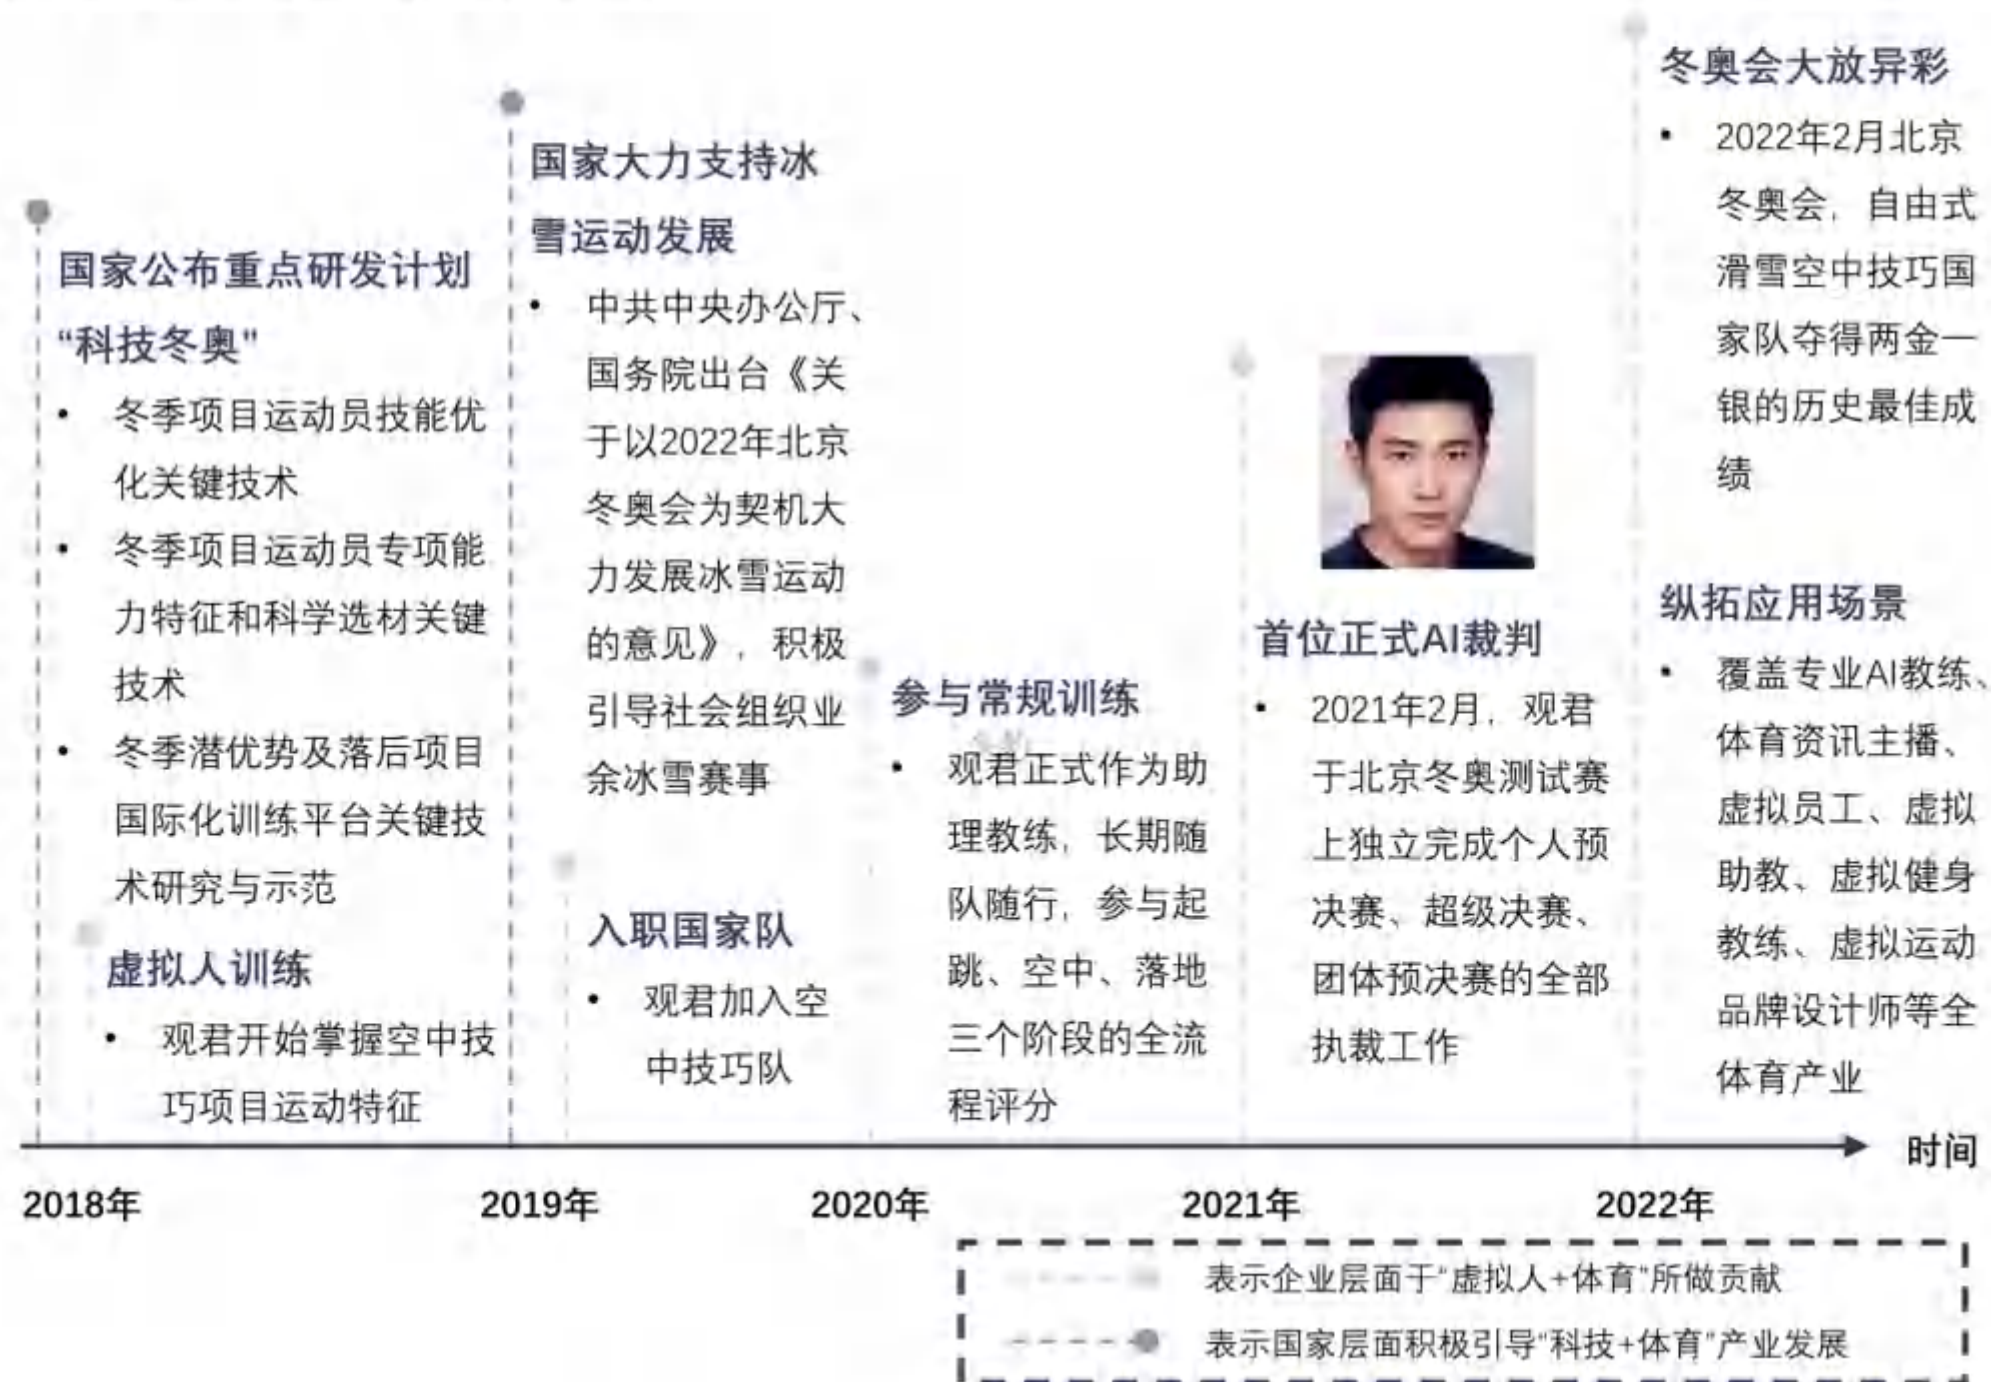 国家公布重点研发计划
“科技冬奥”
• 冬季项目运动员技能优
化关键技术
• 冬季项目运动员专项能
力特征和科学选材关键
技术
• 冬季潜优势及落后项目
国际化训练平台关键技
术研究与示范
虚拟人训练
• 观君开始掌握空中技
巧项目运动特征
国家大力支持冰
雪运动发展
• 中共中央办公厅、
国务院出台《关
于以2022年北京
冬奥会为契机大
力发展冰雪运动
的意见》，积极
引导社会组织业
余冰雪赛事
入职国家队
• 观君加入空
中技巧队
参与常规训练
• 观君正式作为助
理教练，长期随
队随行，参与起
跳、空中、落地
三个阶段的全流
程评分
首位正式AI裁判
• 2021年2月，观君
于北京冬奥测试赛
上独立完成个人预
决赛、超级决赛、
团体预决赛的全部
执裁工作
冬奥会大放异彩
• 2022年2月北京
冬奥会，自由式
滑雪空中技巧国
家队夺得两金一
银的历史最佳成
绩
纵拓应用场景
• 覆盖专业AI教练、
体育资讯主播、
虚拟员工、虚拟
助教、虚拟健身
教练、虚拟运动
品牌设计师等全
体育产业
时间
2018年
2019年
2020年
2021年
2022年
表示企业层面于“虚拟人+体育”所做贡献
表示国家层面积极引导“科技+体育”产业发展